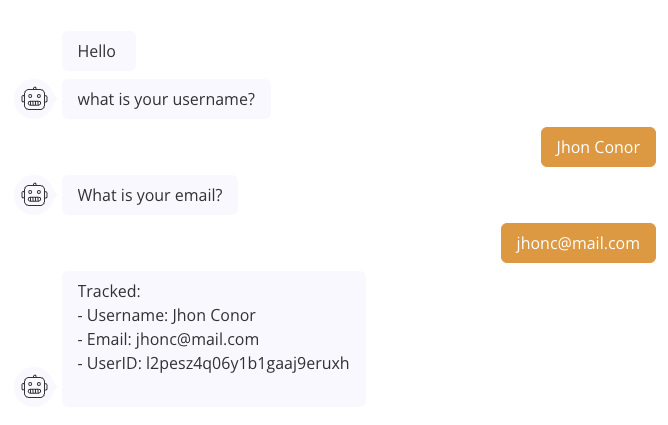 Hello
what is your username?
Jhon Conor
What is your email?
jhonc@mail.com
Tracked:
- Username: Jhon Conor
- Email: jhonc@mail.com
- UserID: l2pesz4q06y1b1gaaj9eruxh